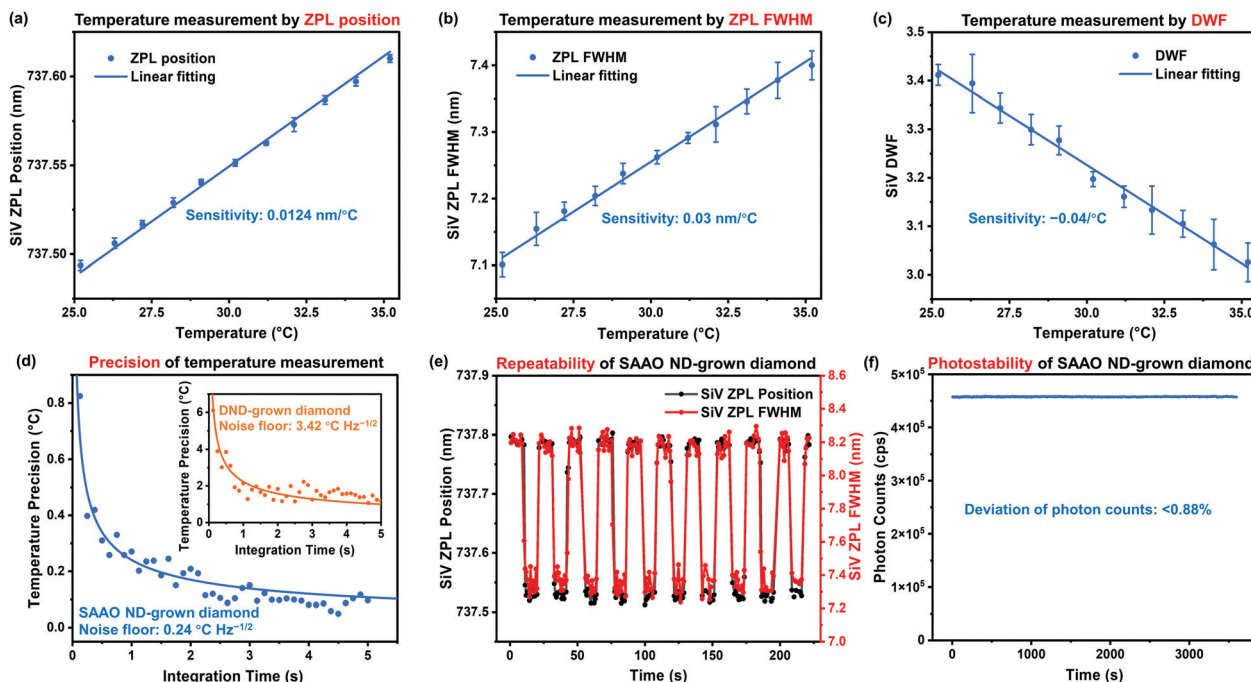 (a) Temperature measurement by ZPL position
737.60
737.55
737.50
SiV ZPL Position (nm)
ZPL position
Linear fitting
Sensitivity: 0.0124 nm/°C
25.0 27.5 30.0 32.5 35.0
Temperature (°C)
(b) Temperature measurement by ZPL FWHM
7.4
7.3
7.2
7.1
SiV ZPL FWHM (nm)
ZPL FWHM
Linear fitting
Sensitivity: 0.03 nm/°C
25.0 27.5 30.0 32.5 35.0
Temperature (°C)
(c) Temperature measurement by DWF
3.5
3.4
3.3
3.2
3.1
3.0
SiV DWF
DWF
Linear fitting
Sensitivity: −0.04/°C
25.0 27.5 30.0 32.5 35.0
Temperature (°C)
(d) Precision of temperature measurement
0.8
0.6
0.4
0.2
0.0
Temperature Precision (°C)
SAAO ND-grown diamond
Noise floor: 0.24 °C Hz−1/2
0 1 2 3 4 5
Integration Time (s)
6
4
2
0
Temperature Precision (°C)
DND-grown diamond
Noise floor: 3.42 °C Hz−1/2
0 1 2 3 4 5
Integration Time (s)
(e) Repeatability of SAAO ND-grown diamond
737.9
737.8
737.7
737.6
737.5
SiV ZPL Position (nm)
SiV ZPL Position
SiV ZPL FWHM
8.6
8.4
8.2
8.0
7.8
7.6
7.4
7.2
7.0
SiV ZPL FWHM (nm)
0 50 100 150 200
Time (s)
(f) Photostability of SAAO ND-grown diamond
5×10⁵
4×10⁵
3×10⁵
2×10⁵
1×10⁵
0
Photon Counts (cps)
Deviation of photon counts: <0.88%
0 1000 2000 3000
Time (s)